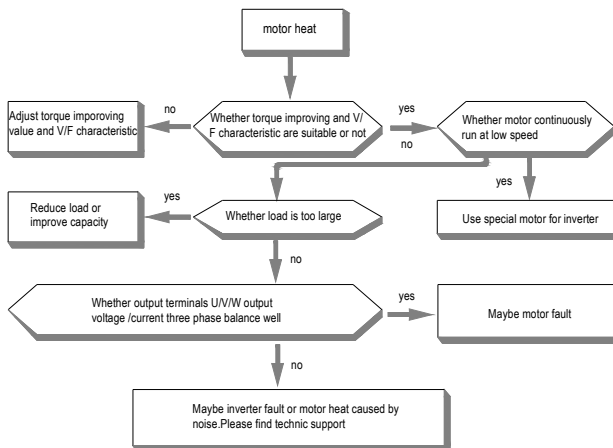 motor heat
no
Adjust torque imporoving
value and V/F characteristic
Whether torque improving and V/
F characteristic are suitable or not
yes
no
Whether motor continuously
run at low speed
yes
Reduce load or
improve capacity
yes
Whether load is too large
Use special motor for inverter
no
Whether output terminals U/V/W output
voltage /current three phase balance well
yes
Maybe motor fault
no
Maybe inverter fault or motor heat caused by
noise.Please find technic support